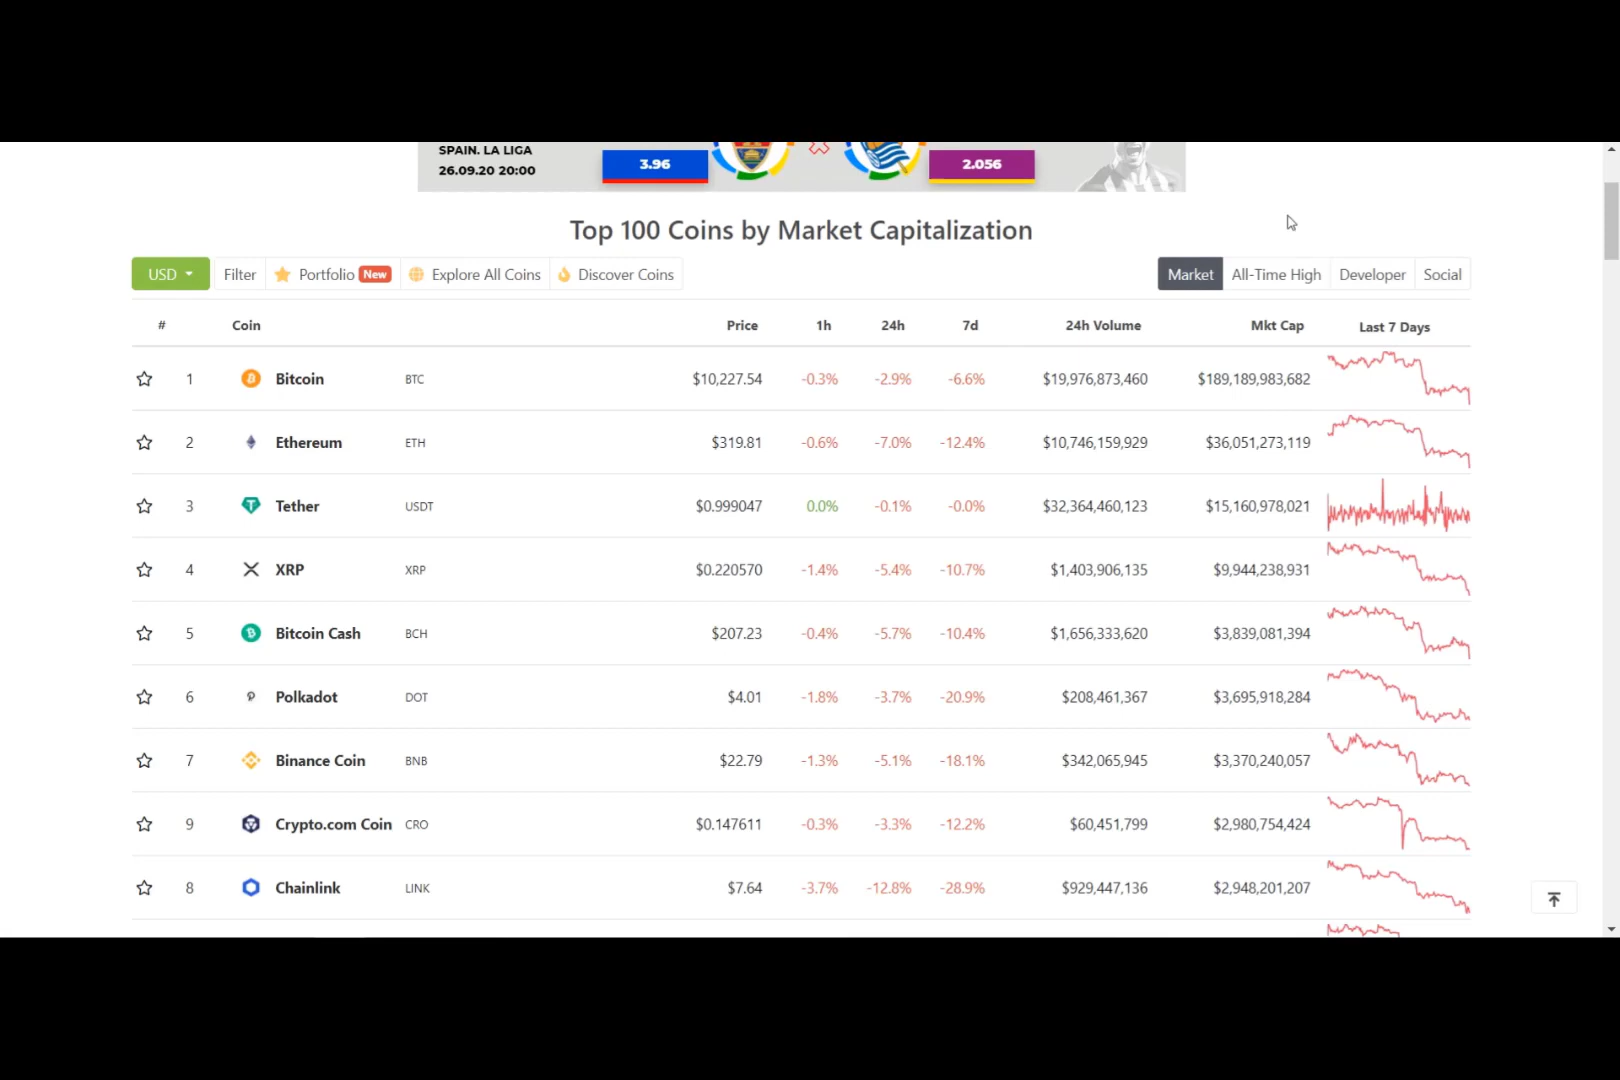 SPAIN. LA LIGA
26.09.20 20:00
3.96
2.056
Top 100 Coins by Market Capitalization
USD Filter Portfolio New Explore All Coins Discover Coins Market All-Time High Developer Social
# Coin Price 1h 24h 7d 24h Volume Mkt Cap Last 7 Days
1 Bitcoin BTC $10,227.54 -0.3% -2.9% -6.6% $19,976,873,460 $189,189,983,682
2 Ethereum ETH $319.81 -0.6% -7.0% -12.4% $10,746,159,929 $36,051,273,119
3 Tether USDT $0.999047 0.0% -0.1% -0.0% $32,364,460,123 $15,160,978,021
4 XRP XRP $0.220570 -1.4% -5.4% -10.7% $1,403,906,135 $9,944,238,931
5 Bitcoin Cash BCH $207.23 -0.4% -5.7% -10.4% $1,656,333,620 $3,839,081,394
6 Polkadot DOT $4.01 -1.8% -3.7% -20.9% $208,461,367 $3,695,918,284
7 Binance Coin BNB $22.79 -1.3% -5.1% -18.1% $342,065,945 $3,370,240,057
9 Crypto.com Coin CRO $0.147611 -0.3% -3.3% -12.2% $60,451,799 $2,980,754,424
8 Chainlink LINK $7.64 -3.7% -12.8% -28.9% $929,447,136 $2,948,201,207